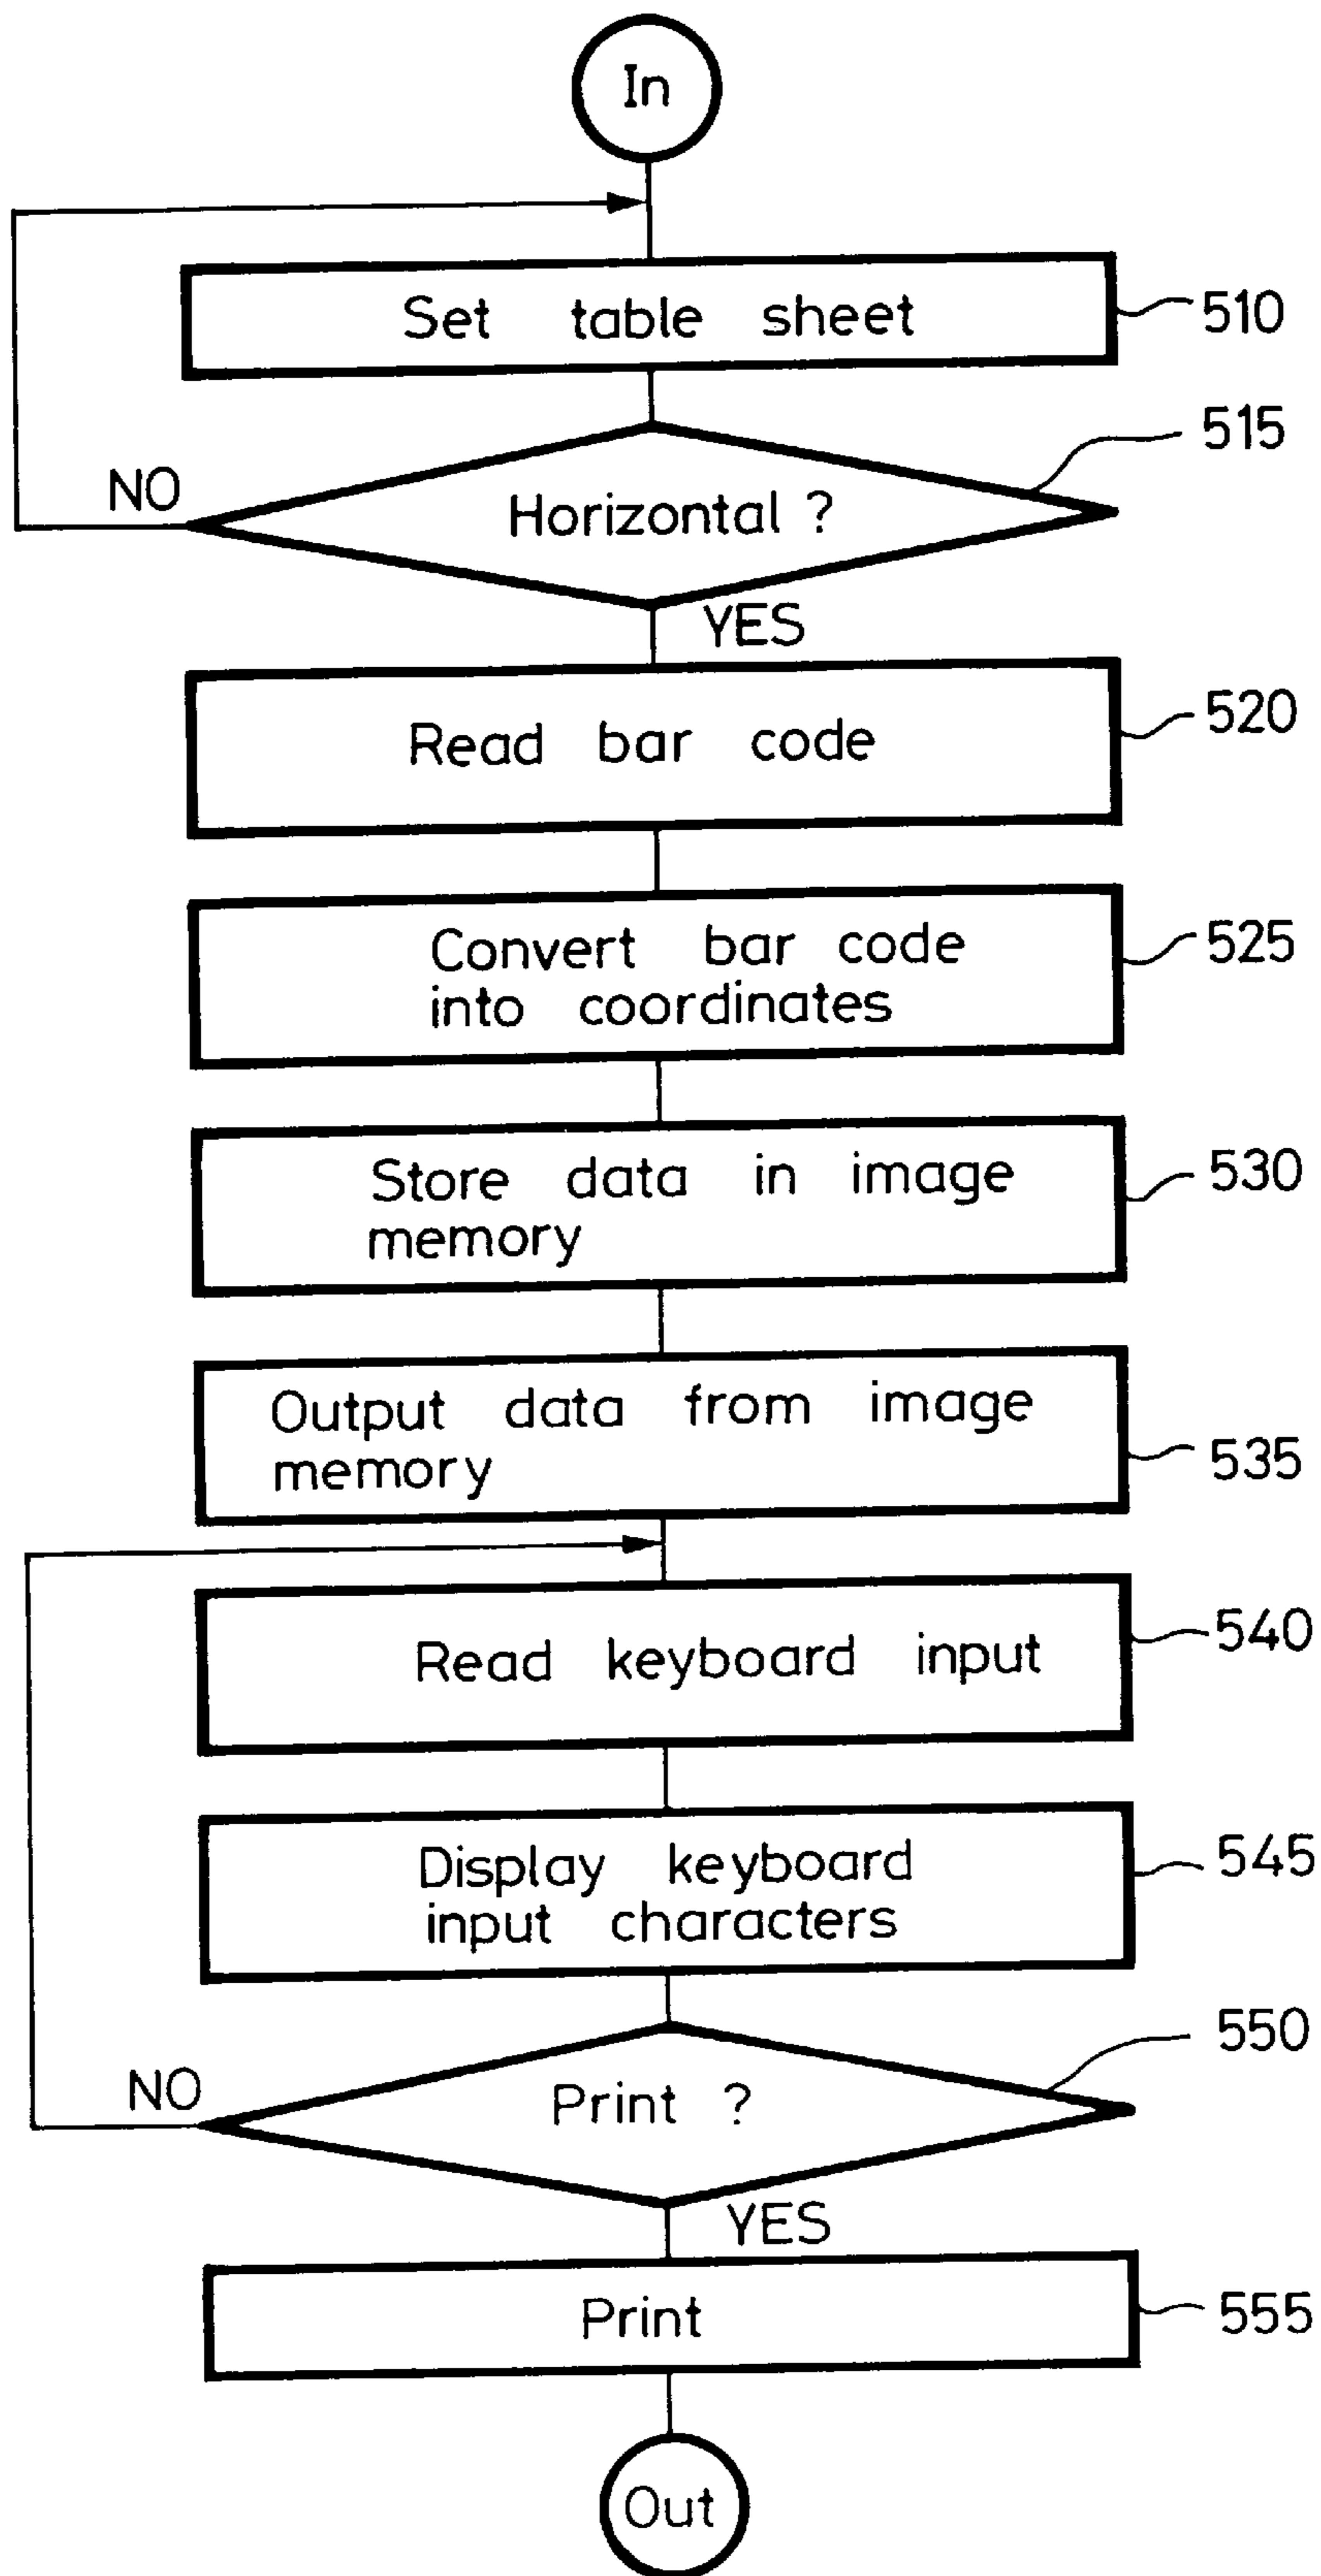 In
Set table sheet
510
515
NO
Horizontal ?
YES
Read bar code
520
Convert bar code
into coordinates
525
Store data in image
memory
530
Output data from image
memory
535
Read keyboard input
540
Display keyboard
input characters
545
550
NO
Print ?
YES
Print
555
Out